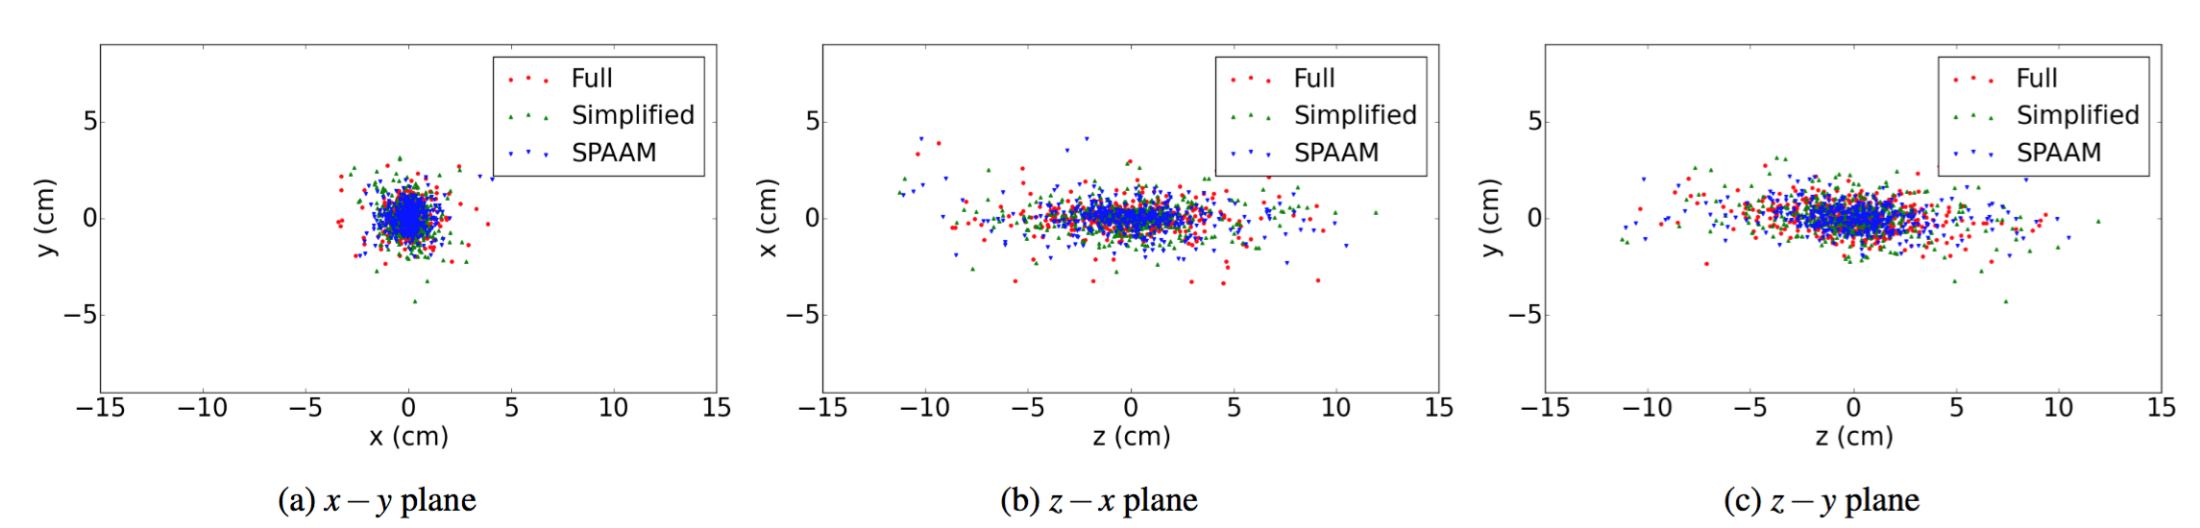 Full
Simplified
SPAAM
5
0
−5
y (cm)
−15 −10 −5 0 5 10 15
x (cm)
(a) x − y plane
Full
Simplified
SPAAM
5
0
−5
x (cm)
−15 −10 −5 0 5 10 15
z (cm)
(b) z − x plane
Full
Simplified
SPAAM
5
0
−5
y (cm)
−15 −10 −5 0 5 10 15
z (cm)
(c) z − y plane